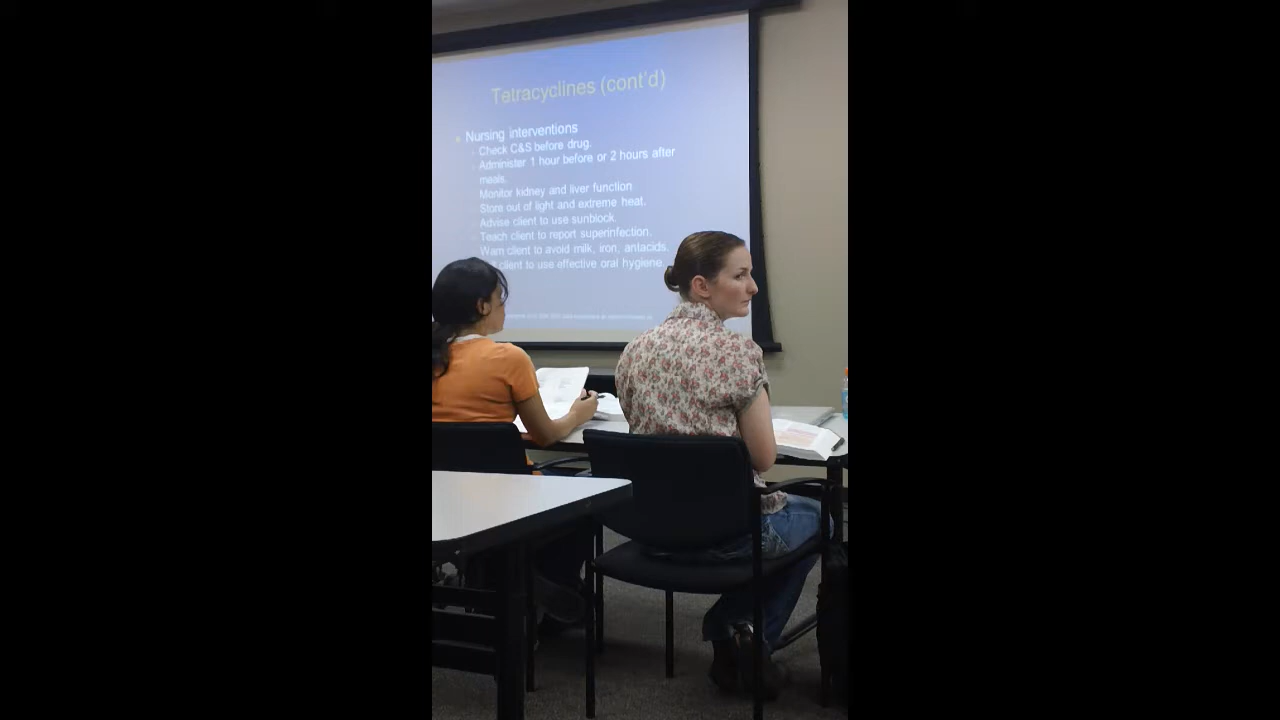 Tetracyclines (cont'd)
Nursing interventions
Check C&S before drug.
Administer 1 hour before or 2 hours after
meals.
Monitor kidney and liver function
Store out of light and extreme heat.
Advise client to use sunblock.
Teach client to report superinfection.
Warn client to avoid milk, iron, antacids.
client to use effective oral hygiene.